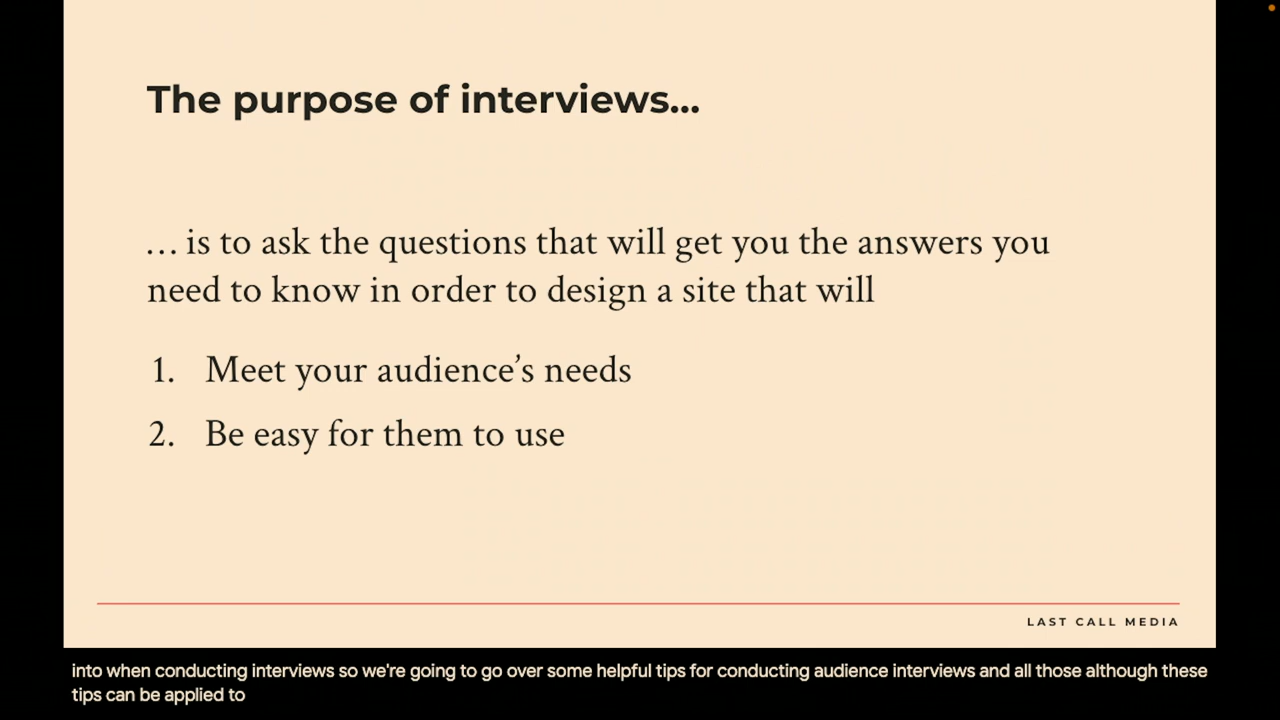 The purpose of interviews...
... is to ask the questions that will get you the answers you
need to know in order to design a site that will
1. Meet your audience’s needs
2. Be easy for them to use
LAST CALL MEDIA
into when conducting interviews so we're going to go over some helpful tips for conducting audience interviews and all those although these
tips can be applied to